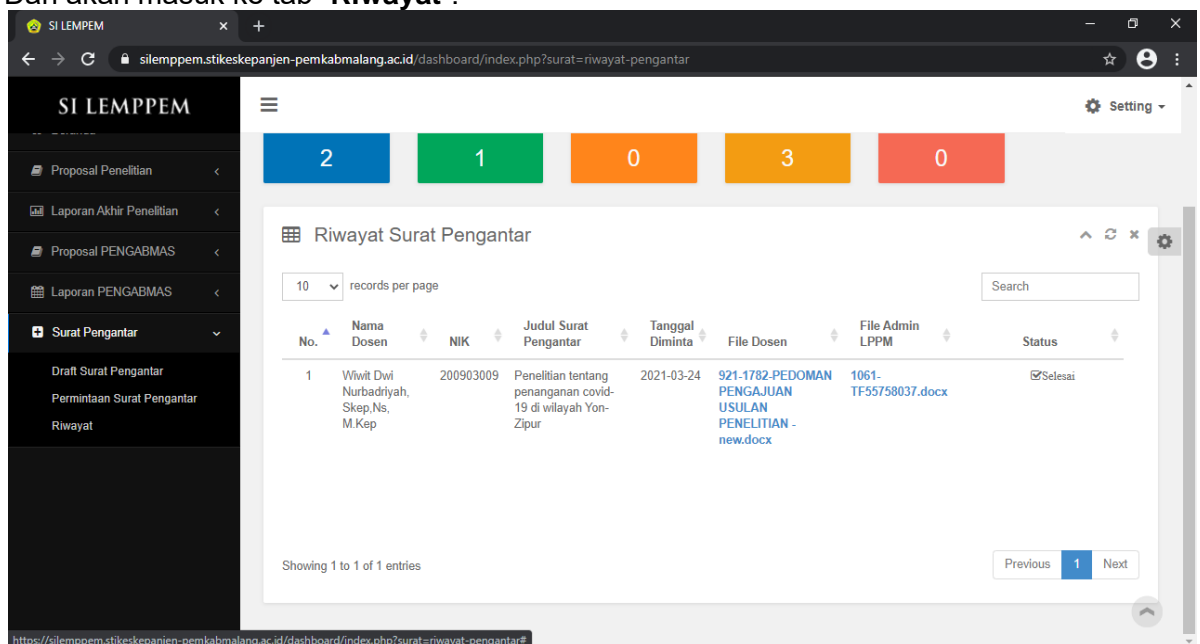 Dan akan masuk ke tab "Riwayat".
SI LEMPEM
silemppem.stikeskepanjen-pemkabmalang.ac.id/dashboard/index.php?surat=riwayat-pengantar
SI LEMPPEM
Setting
Beranda
Proposal Penelitian
Laporan Akhir Penelitian
Proposal PENGABMAS
Laporan PENGABMAS
Surat Pengantar
Draft Surat Pengantar
Permintaan Surat Pengantar
Riwayat
2 1 0 3 0
Riwayat Surat Pengantar
10 records per page
Search
No. Nama Dosen NIK Judul Surat Pengantar Tanggal Diminta File Dosen File Admin LPPM Status
1 Wiwit Dwi 200903009 Penelitian tentang 2021-03-24 921-1782-PEDOMAN 1061- Selesai
Nurbadriyah, penanganan covid- PENGAJUAN TF55758037.docx
Skep,Ns, 19 di wilayah Yon- USULAN
M.Kep Zipur PENELITIAN -
new.docx
Showing 1 to 1 of 1 entries
Previous 1 Next
https://silemppem.stikeskepanjen-pemkabmalang.ac.id/dashboard/index.php?surat=riwayat-pengantar#